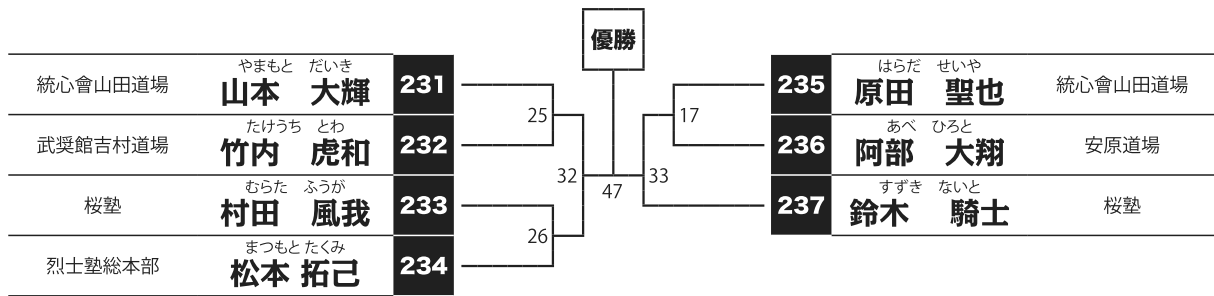 優勝
やまもと だいき
統心會山田道場 山本 大輝 231
たけうち とわ
武奨館吉村道場 竹内 虎和 232
むらた ふうが
桜塾 村田 風我 233
まつもと たくみ
烈士塾総本部 松本 拓己 234
25
26
32
47
33
17
はらだ せいや
235 原田 聖也 統心會山田道場
あべ ひろと
236 阿部 大翔 安原道場
すずき ないと
237 鈴木 騎士 桜塾